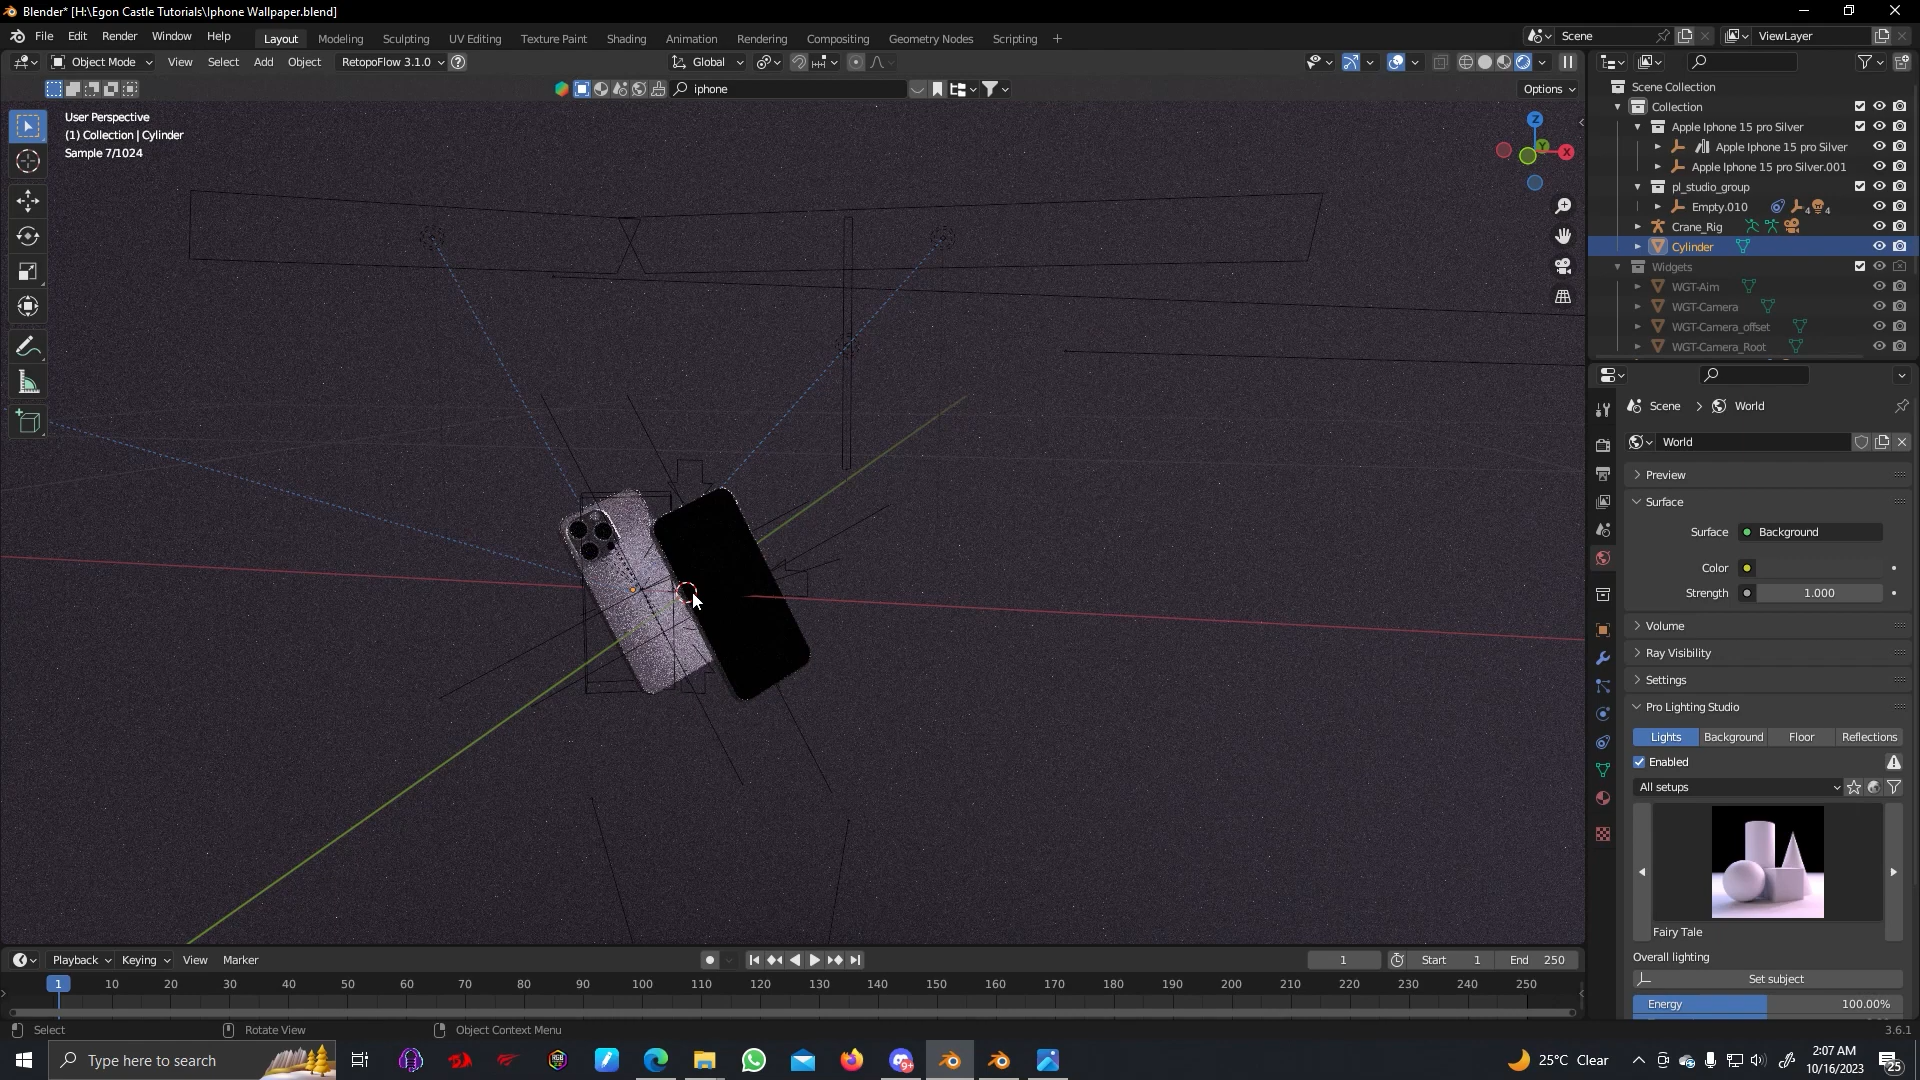 Blender* [H:\Egon Castle Tutorials\Iphone Wallpaper.blend]
File Edit Render Window Help Layout Modeling Sculpting UV Editing Texture Paint Shading Animation Rendering Compositing Geometry Nodes Scripting + Scene ViewLayer
Object Mode View Select Add Object RetopoFlow 3.1.0 Global
iphone Options
User Perspective
(1) Collection | Cylinder
Sample 7/1024
Z
Y
X
Scene Collection
Collection
Apple Iphone 15 pro Silver
Apple Iphone 15 pro Silver
Apple Iphone 15 pro Silver.001
pl_studio_group
Empty.010 4 4
Crane_Rig
Cylinder
Widgets
WGT-Aim
WGT-Camera
WGT-Camera_offset
WGT-Camera_Root
Scene > World
World
Preview
Surface
Surface Background
Color
Strength 1.000
Volume
Ray Visibility
Settings
Pro Lighting Studio
Lights Background Floor Reflections
Enabled
All setups
Fairy Tale
Overall lighting
Set subject
Energy 100.00%
Playback Keying View Marker 1 Start 1 End 250
1 10 20 30 40 50 60 70 80 90 100 110 120 130 140 150 160 170 180 190 200 210 220 230 240 250
Select Rotate View Object Context Menu 3.6.1
Type here to search 9+ 25°C Clear 2:07 AM
10/16/2023 25